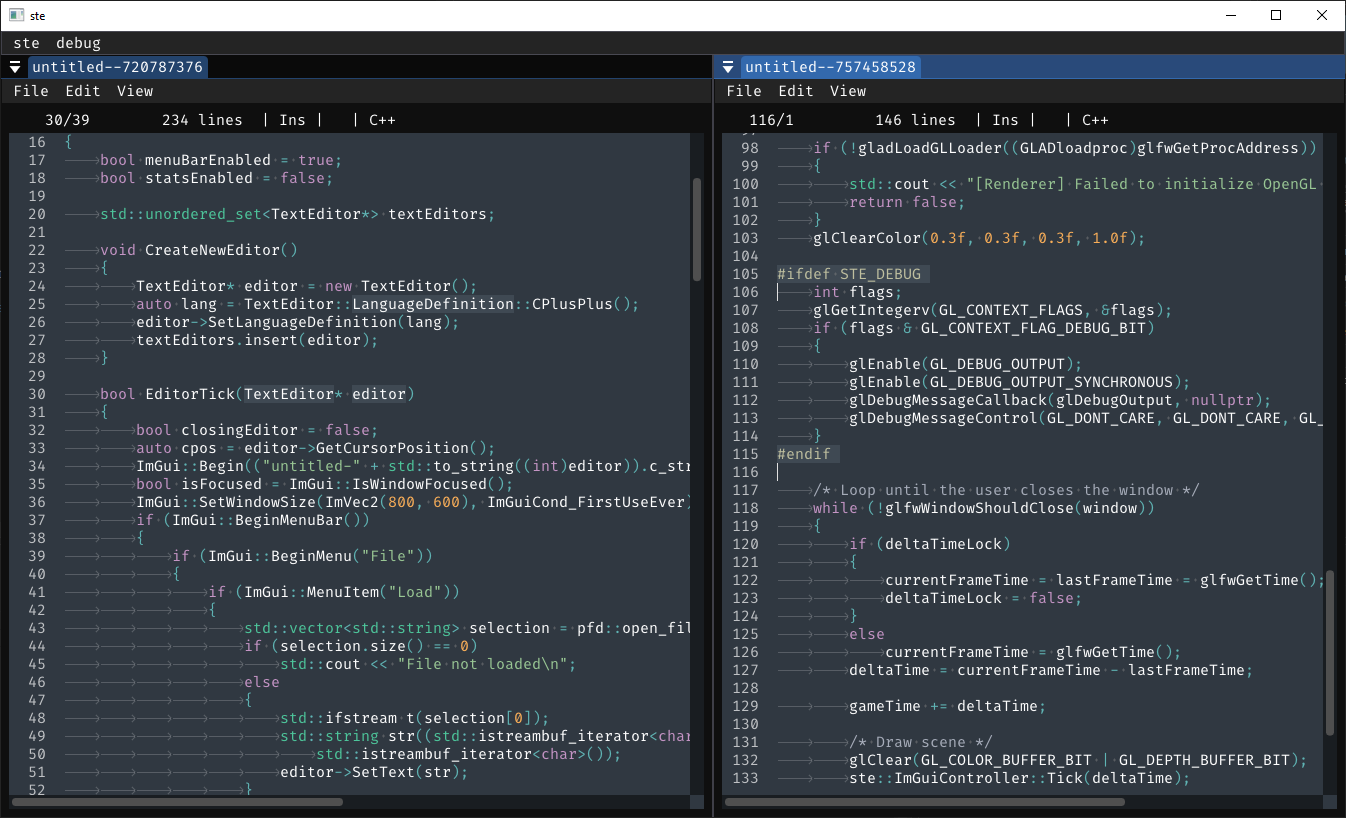 ste
ste debug
untitled--720787376
File Edit View
30/39 234 lines | Ins | | C++
16 {
17 bool menuBarEnabled = true;
18 bool statsEnabled = false;
19
20 std::unordered_set<TextEditor*> textEditors;
21
22 void CreateNewEditor()
23 {
24 TextEditor* editor = new TextEditor();
25 auto lang = TextEditor::LanguageDefinition::CPlusPlus();
26 editor->SetLanguageDefinition(lang);
27 textEditors.insert(editor);
28 }
29
30 bool EditorTick(TextEditor* editor)
31 {
32 bool closingEditor = false;
33 auto cpos = editor->GetCursorPosition();
34 ImGui::Begin(("untitled-" + std::to_string((int)editor)).c_str
35 bool isFocused = ImGui::IsWindowFocused();
36 ImGui::SetWindowSize(ImVec2(800, 600), ImGuiCond_FirstUseEver)
37 if (ImGui::BeginMenuBar())
38 {
39 if (ImGui::BeginMenu("File"))
40 {
41 if (ImGui::MenuItem("Load"))
42 {
43 std::vector<std::string> selection = pfd::open_fil
44 if (selection.size() == 0)
45 std::cout << "File not loaded\n";
46 else
47 {
48 std::ifstream t(selection[0]);
49 std::string str((std::istreambuf_iterator<char
50 std::istreambuf_iterator<char>());
51 editor->SetText(str);
52 }
untitled--757458528
File Edit View
116/1 146 lines | Ins | | C++
98 if (!gladLoadGLLoader((GLADloadproc)glfwGetProcAddress))
99 {
100 std::cout << "[Renderer] Failed to initialize OpenGL
101 return false;
102 }
103 glClearColor(0.3f, 0.3f, 0.3f, 1.0f);
104
105 #ifdef STE_DEBUG
106 int flags;
107 glGetIntegerv(GL_CONTEXT_FLAGS, &flags);
108 if (flags & GL_CONTEXT_FLAG_DEBUG_BIT)
109 {
110 glEnable(GL_DEBUG_OUTPUT);
111 glEnable(GL_DEBUG_OUTPUT_SYNCHRONOUS);
112 glDebugMessageCallback(glDebugOutput, nullptr);
113 glDebugMessageControl(GL_DONT_CARE, GL_DONT_CARE, GL_
114 }
115 #endif
116
117 /* Loop until the user closes the window */
118 while (!glfwWindowShouldClose(window))
119 {
120 if (deltaTimeLock)
121 {
122 currentFrameTime = lastFrameTime = glfwGetTime();
123 deltaTimeLock = false;
124 }
125 else
126 currentFrameTime = glfwGetTime();
127 deltaTime = currentFrameTime - lastFrameTime;
128
129 gameTime += deltaTime;
130
131 /* Draw scene */
132 glClear(GL_COLOR_BUFFER_BIT | GL_DEPTH_BUFFER_BIT);
133 ste::ImGuiController::Tick(deltaTime);